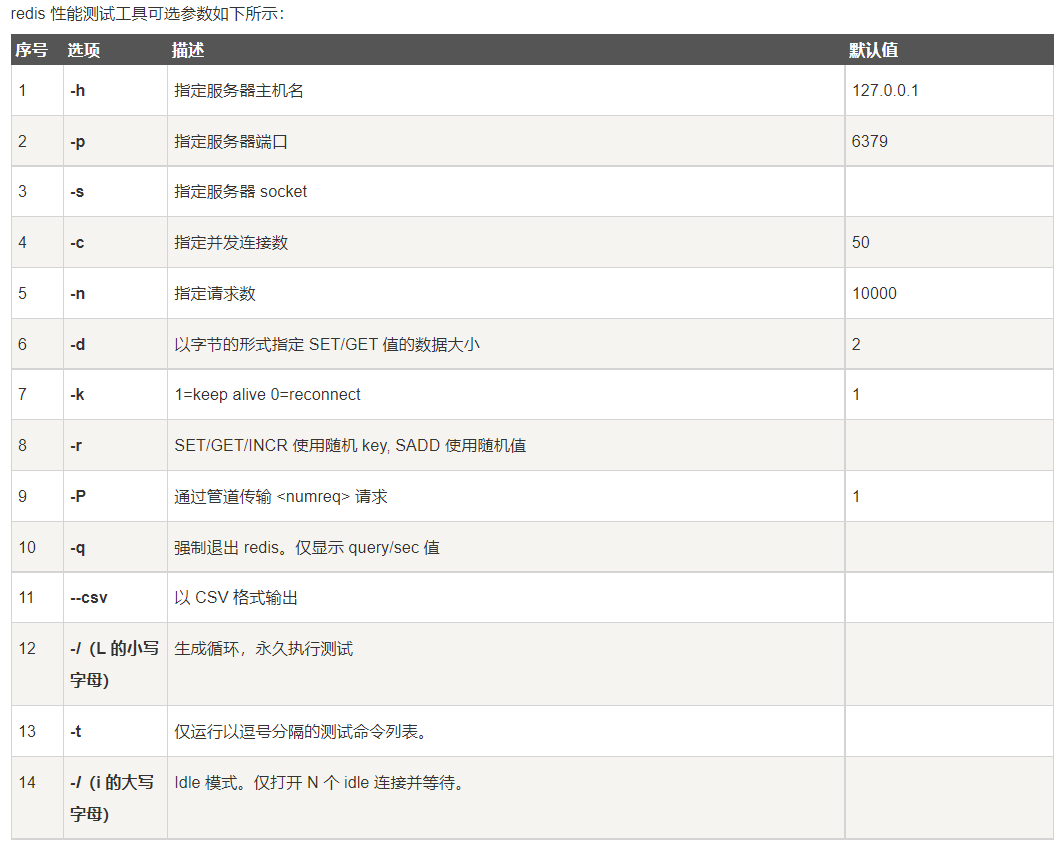 redis 性能测试工具可选参数如下所示：
序号 选项 描述 默认值
1 -h 指定服务器主机名 127.0.0.1
2 -p 指定服务器端口 6379
3 -s 指定服务器 socket
4 -c 指定并发连接数 50
5 -n 指定请求数 10000
6 -d 以字节的形式指定 SET/GET 值的数据大小 2
7 -k 1=keep alive 0=reconnect 1
8 -r SET/GET/INCR 使用随机 key, SADD 使用随机值
9 -P 通过管道传输 <numreq> 请求 1
10 -q 强制退出 redis。仅显示 query/sec 值
11 --csv 以 CSV 格式输出
12 -l（L 的小写 生成循环，永久执行测试
字母)
13 -t 仅运行以逗号分隔的测试命令列表。
14 -I（i 的大写 Idle 模式。仅打开 N 个 idle 连接并等待。
字母)